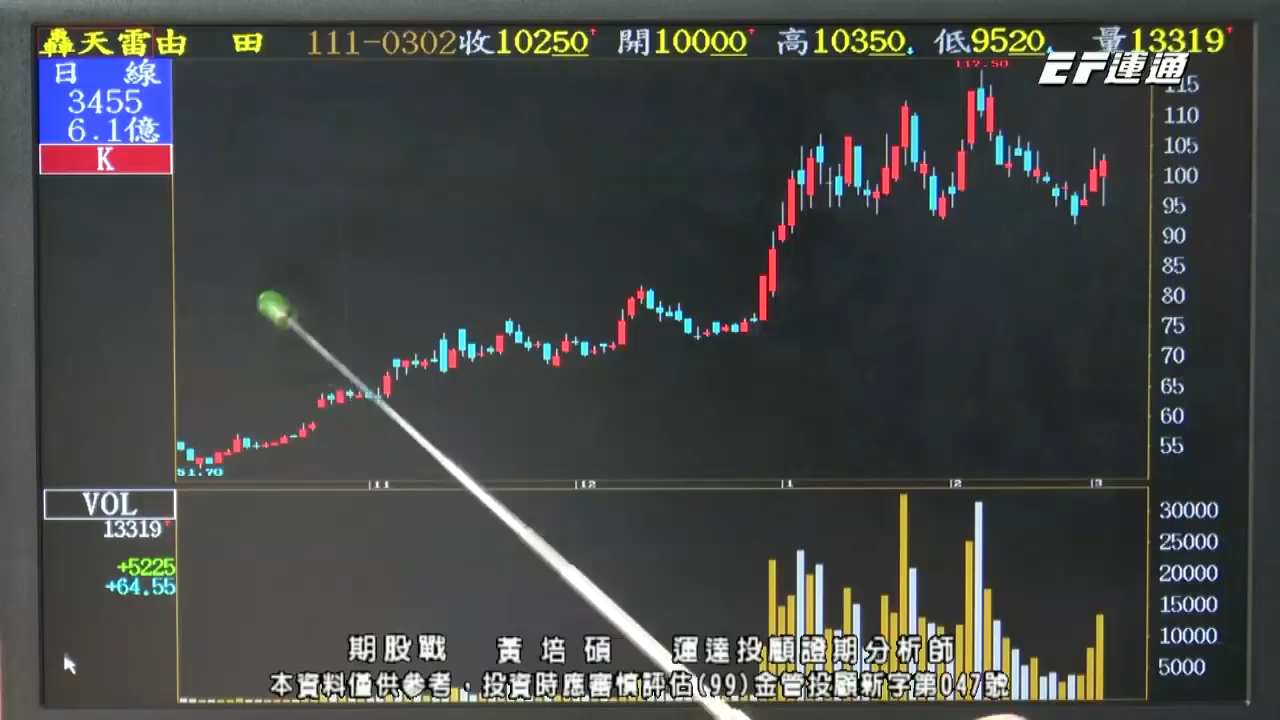 轟天雷由 田 111-0302收10250 開10000 高10350 低9520 量13319
EF運通
日 線
3455
6.1億
K
117.50
115
110
105
100
95
90
85
80
75
70
65
60
55
51.70
11 12 1 2 3
VOL
13319
+5225
+64.55
30000
25000
20000
15000
10000
5000
期股戰 黃培碩 運達投顧證期分析師
本資料僅供參考，投資時應審慎評估(99)金管投顧新字第047號